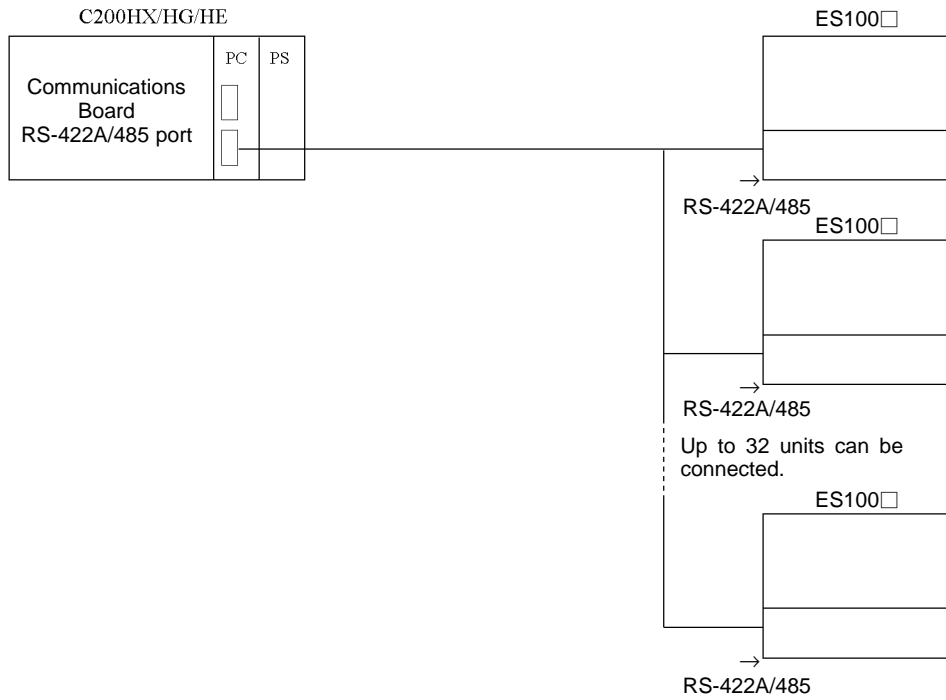 C200HX/HG/HE
PC PS
Communications
Board
RS-422A/485 port
ES100□
RS-422A/485
ES100□
RS-422A/485
Up to 32 units can be
connected.
ES100□
RS-422A/485